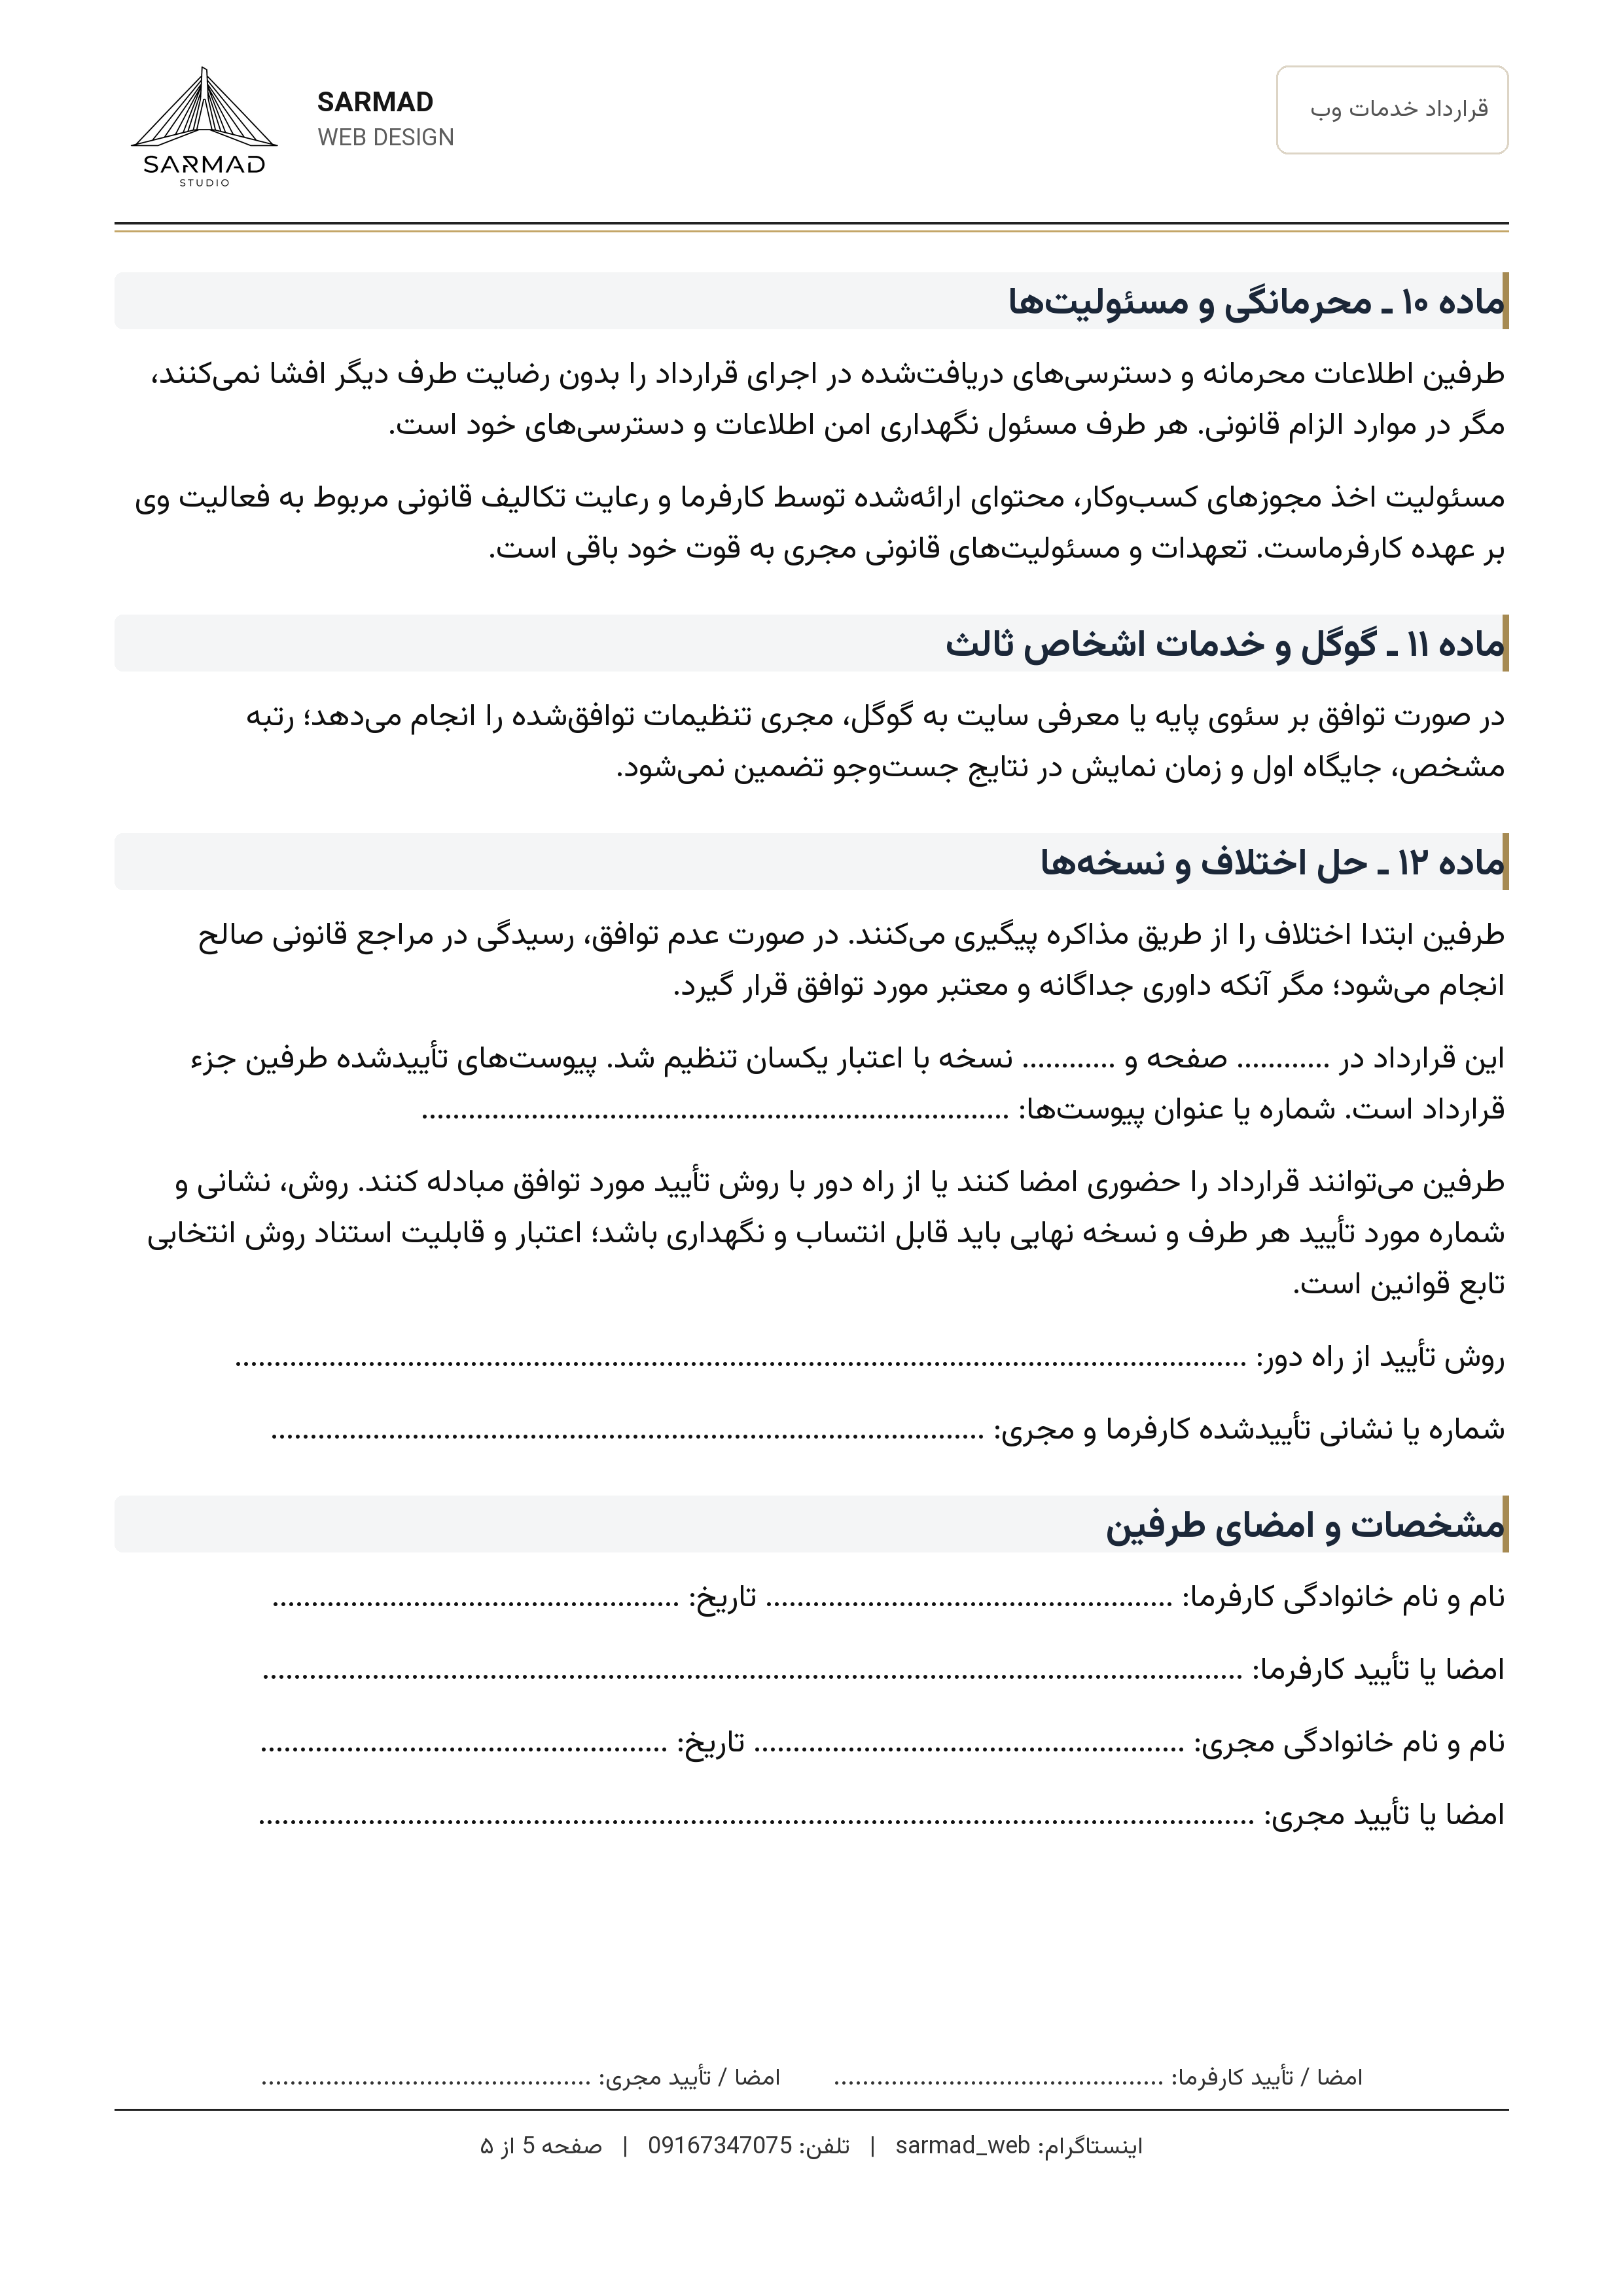 SARMAD
STUDIO
SARMAD
WEB DESIGN
قرارداد خدمات وب
ماده ۱۰ ـ محرمانگی و مسئولیت‌ها
طرفین اطلاعات محرمانه و دسترسی‌های دریافت‌شده در اجرای قرارداد را بدون رضایت طرف دیگر افشا نمی‌کنند،
مگر در موارد الزام قانونی. هر طرف مسئول نگهداری امن اطلاعات و دسترسی‌های خود است.
مسئولیت اخذ مجوزهای کسب‌وکار، محتوای ارائه‌شده توسط کارفرما و رعایت تکالیف قانونی مربوط به فعالیت وی
بر عهده کارفرماست. تعهدات و مسئولیت‌های قانونی مجری به قوت خود باقی است.
ماده ۱۱ ـ گوگل و خدمات اشخاص ثالث
در صورت توافق بر سئوی پایه یا معرفی سایت به گوگل، مجری تنظیمات توافق‌شده را انجام می‌دهد؛ رتبه
مشخص، جایگاه اول و زمان نمایش در نتایج جست‌وجو تضمین نمی‌شود.
ماده ۱۲ ـ حل اختلاف و نسخه‌ها
طرفین ابتدا اختلاف را از طریق مذاکره پیگیری می‌کنند. در صورت عدم توافق، رسیدگی در مراجع قانونی صالح
انجام می‌شود؛ مگر آنکه داوری جداگانه و معتبر مورد توافق قرار گیرد.
این قرارداد در ............ صفحه و ............ نسخه با اعتبار یکسان تنظیم شد. پیوست‌های تأییدشده طرفین جزء
قرارداد است. شماره یا عنوان پیوست‌ها: ...........................................................................
طرفین می‌توانند قرارداد را حضوری امضا کنند یا از راه دور با روش تأیید مورد توافق مبادله کنند. روش، نشانی و
شماره مورد تأیید هر طرف و نسخه نهایی باید قابل انتساب و نگهداری باشد؛ اعتبار و قابلیت استناد روش انتخابی
تابع قوانین است.
روش تأیید از راه دور: .................................................................................................................................
شماره یا نشانی تأییدشده کارفرما و مجری: ...........................................................................................
مشخصات و امضای طرفین
نام و نام خانوادگی کارفرما: .................................................... تاریخ: ....................................................
امضا یا تأیید کارفرما: .............................................................................................................................
نام و نام خانوادگی مجری: ....................................................... تاریخ: ....................................................
امضا یا تأیید مجری: ...............................................................................................................................
امضا / تأیید کارفرما: .............................................. امضا / تأیید مجری: ..............................................
اینستاگرام: sarmad_web | تلفن: 09167347075 | صفحه 5 از ۵